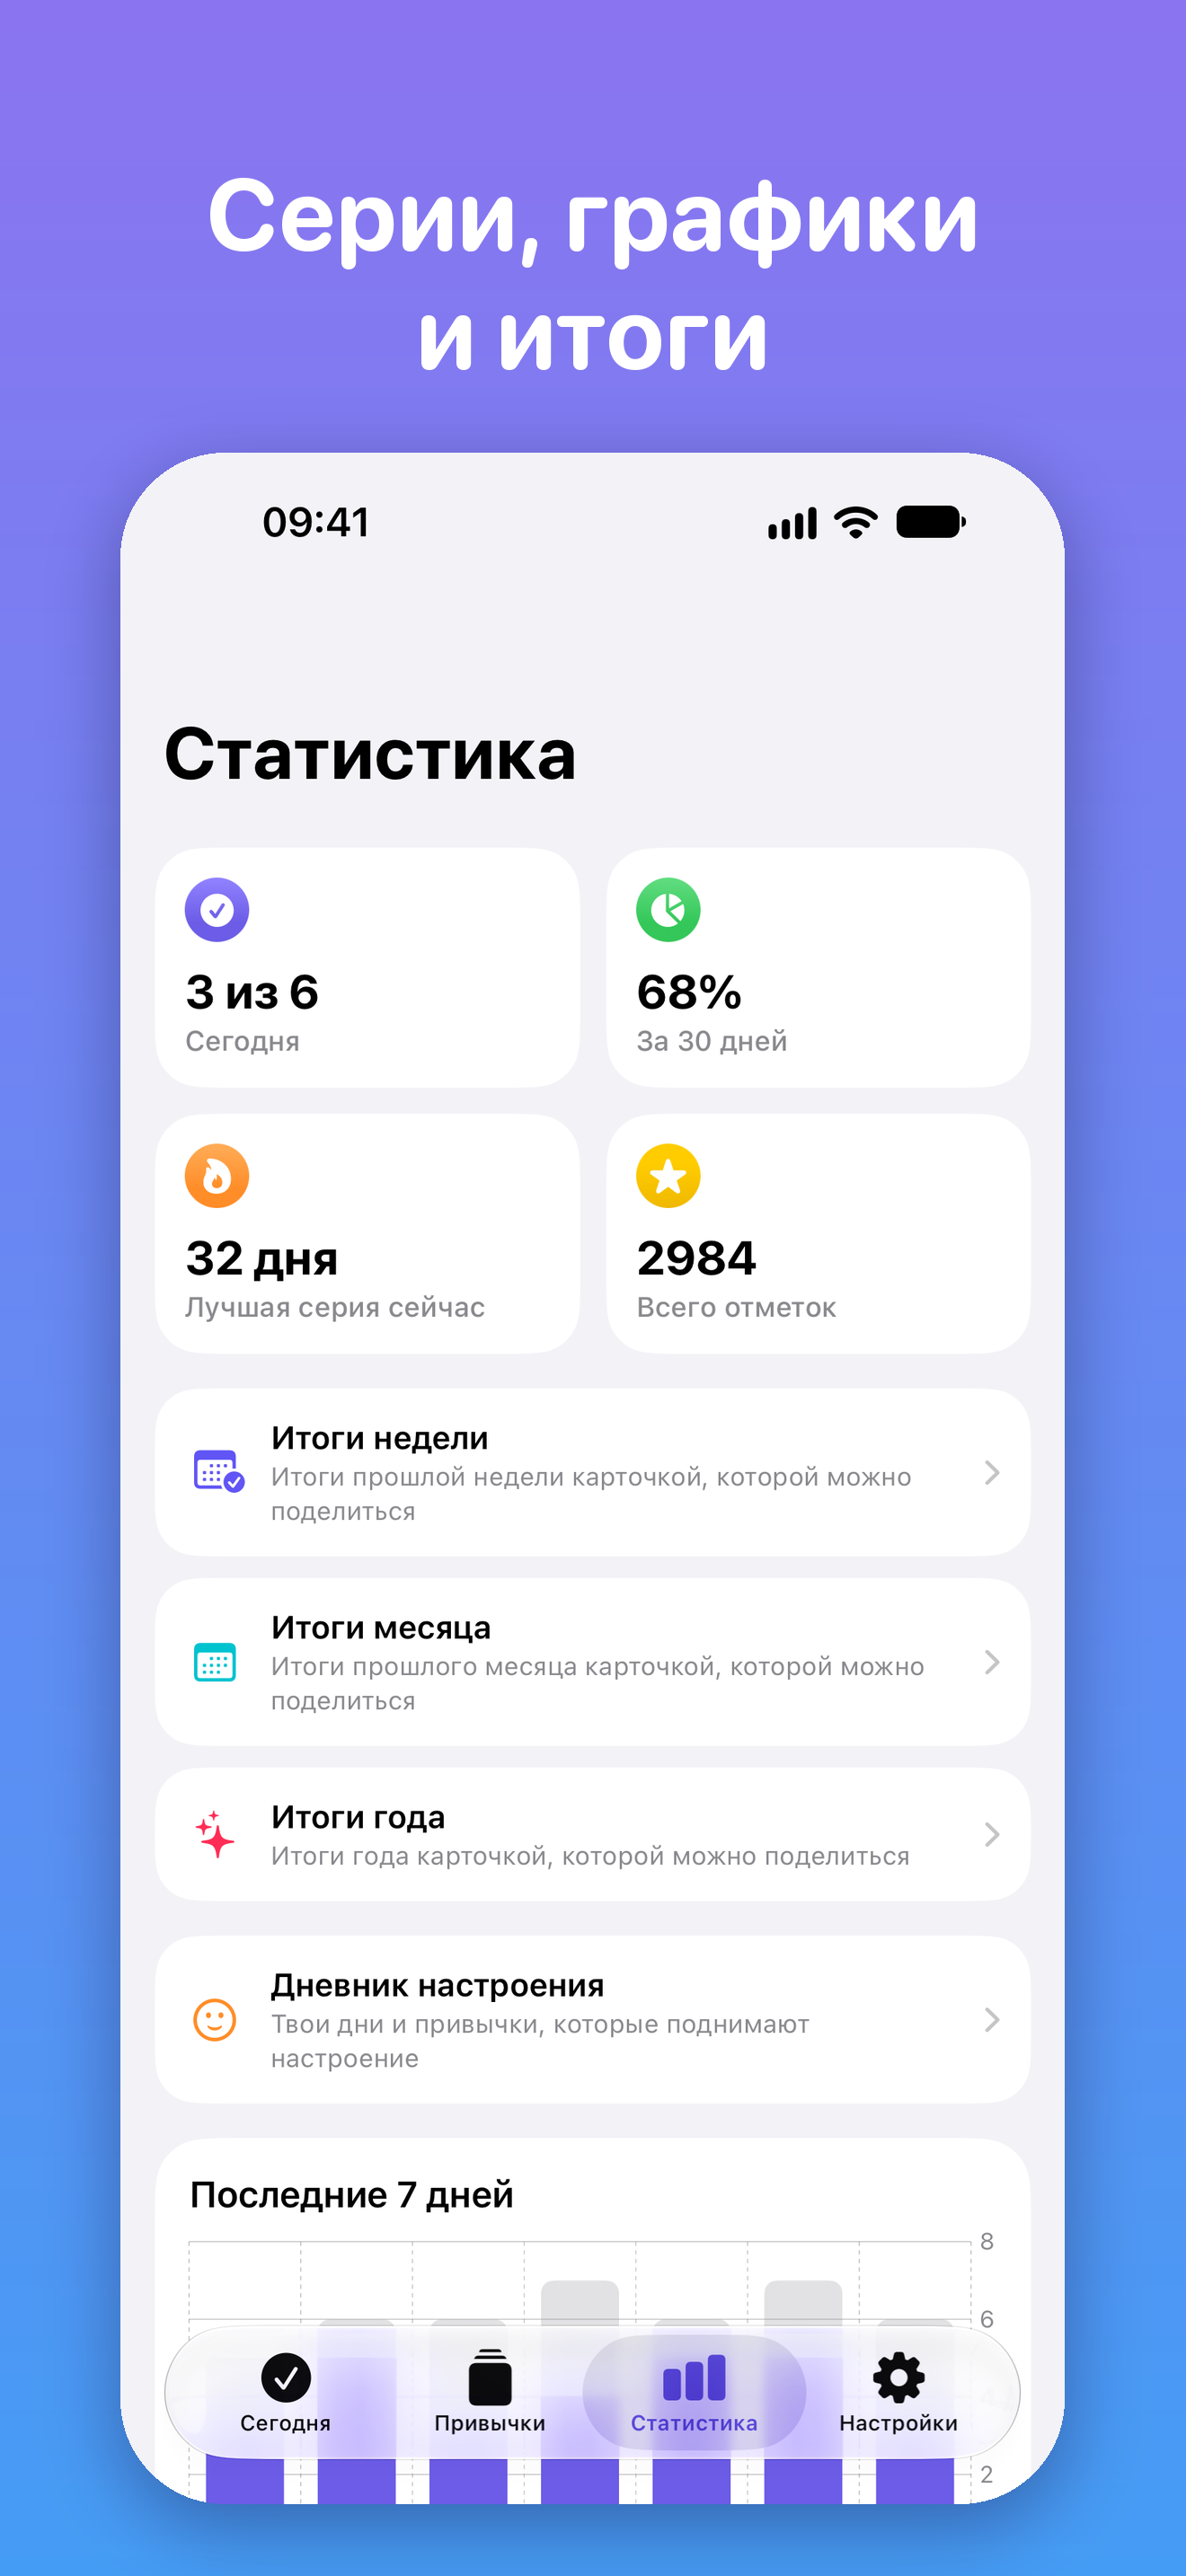 Серии, графики
и итоги
09:41
Статистика
3 из 6
Сегодня
68%
За 30 дней
32 дня
Лучшая серия сейчас
2984
Всего отметок
Итоги недели
Итоги прошлой недели карточкой, которой можно
поделиться
Итоги месяца
Итоги прошлого месяца карточкой, которой можно
поделиться
Итоги года
Итоги года карточкой, которой можно поделиться
Дневник настроения
Твои дни и привычки, которые поднимают
настроение
Последние 7 дней
8
6
Сегодня
Привычки
Статистика
Настройки
2